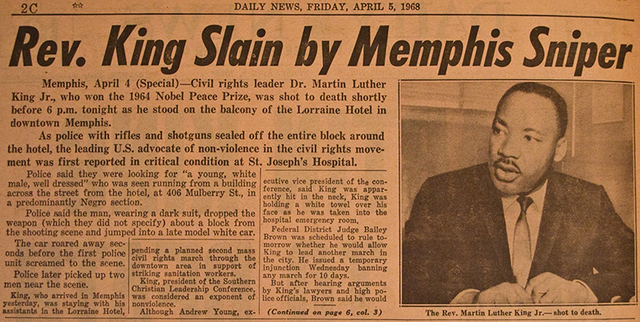 2C
**
DAILY NEWS, FRIDAY, APRIL 5, 1968
Rev. King Slain by Memphis Sniper
Memphis, April 4 (Special)—Civil rights leader Dr. Martin Luther
King Jr., who won the 1964 Nobel Peace Prize, was shot to death shortly
before 6 p.m. tonight as he stood on the balcony of the Lorraine Hotel in
downtown Memphis.
As police with rifles and shotguns sealed off the entire block around
the hotel, the leading U.S. advocate of non-violence in the civil rights move-
ment was first reported in critical condition at St. Joseph's Hospital.
Police said they were looking for "a young, white
male, well dressed" who was seen running from a building
across the street from the hotel, at 406 Mulberry St., in
a predominantly Negro section.
Police said the man, wearing a dark suit, dropped the
weapon (which they did not specify) about a block from
the shooting scene and jumped into a late model white car.
The car roared away sec-
onds before the first police
unit screamed to the scene.
Police later picked up two
men near the scene.
King, who arrived in Memphis
yesterday, was staying with his
assistants in the Lorraine Hotel,
pending a planned second mass
civil rights march through the
downtown area in support of
striking sanitation workers.
King, president of the Southern
Christian Leadership Conference,
was considered an exponent of
nonviolence.
Although Andrew Young, ex-
ecutive vice president of the con-
ference, said King was appar-
ently hit in the neck, King was
holding a white towel over his
face as he was taken into the
hospital emergency room.
Federal District Judge Bailey
Brown was scheduled to rule to-
morrow whether he would allow
King to lead another march in
the city. He issued a temporary
injunction Wednesday banning
any march for 10 days.
But after hearing arguments
by King's lawyers and high po-
lice officials, Brown said he would
(Continued on page 6, col. 3)
The Rev. Martin Luther King Jr.—shot to death.